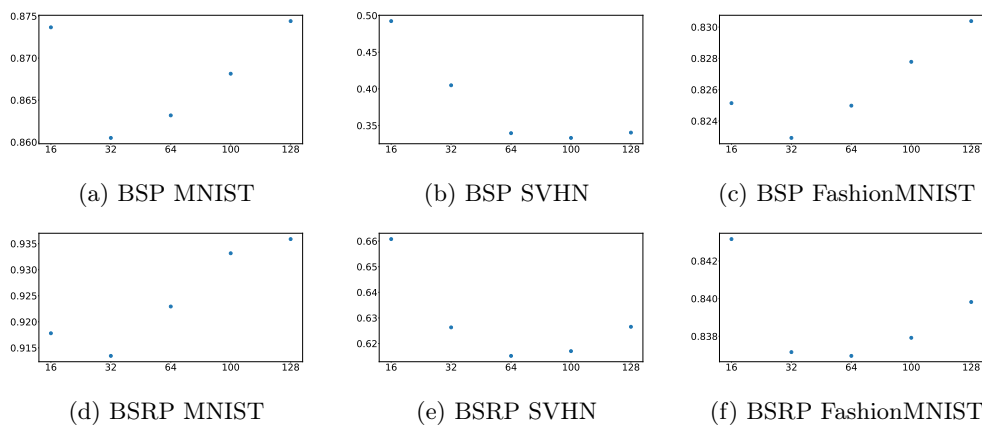 0.875
0.870
0.865
0.860
16 32 64 100 128
(a) BSP MNIST
0.50
0.45
0.40
0.35
16 32 64 100 128
(b) BSP SVHN
0.830
0.828
0.826
0.824
16 32 64 100 128
(c) BSP FashionMNIST
0.935
0.930
0.925
0.920
0.915
16 32 64 100 128
(d) BSRP MNIST
0.66
0.65
0.64
0.63
0.62
16 32 64 100 128
(e) BSRP SVHN
0.842
0.840
0.838
16 32 64 100 128
(f) BSRP FashionMNIST